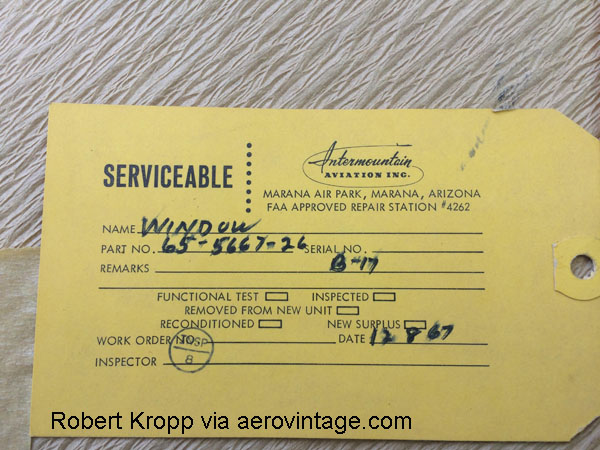 SERVICEABLE
Intermountain
AVIATION INC.
MARANA AIR PARK, MARANA, ARIZONA
FAA APPROVED REPAIR STATION #4262
NAME WINDOW
PART NO. 65-5667-26 SERIAL NO.
REMARKS B-17
FUNCTIONAL TEST INSPECTED
REMOVED FROM NEW UNIT
RECONDITIONED NEW SURPLUS
WORK ORDER NO. DATE 12 8 67
INSP
8
INSPECTOR
Robert Kropp via aerovintage.com